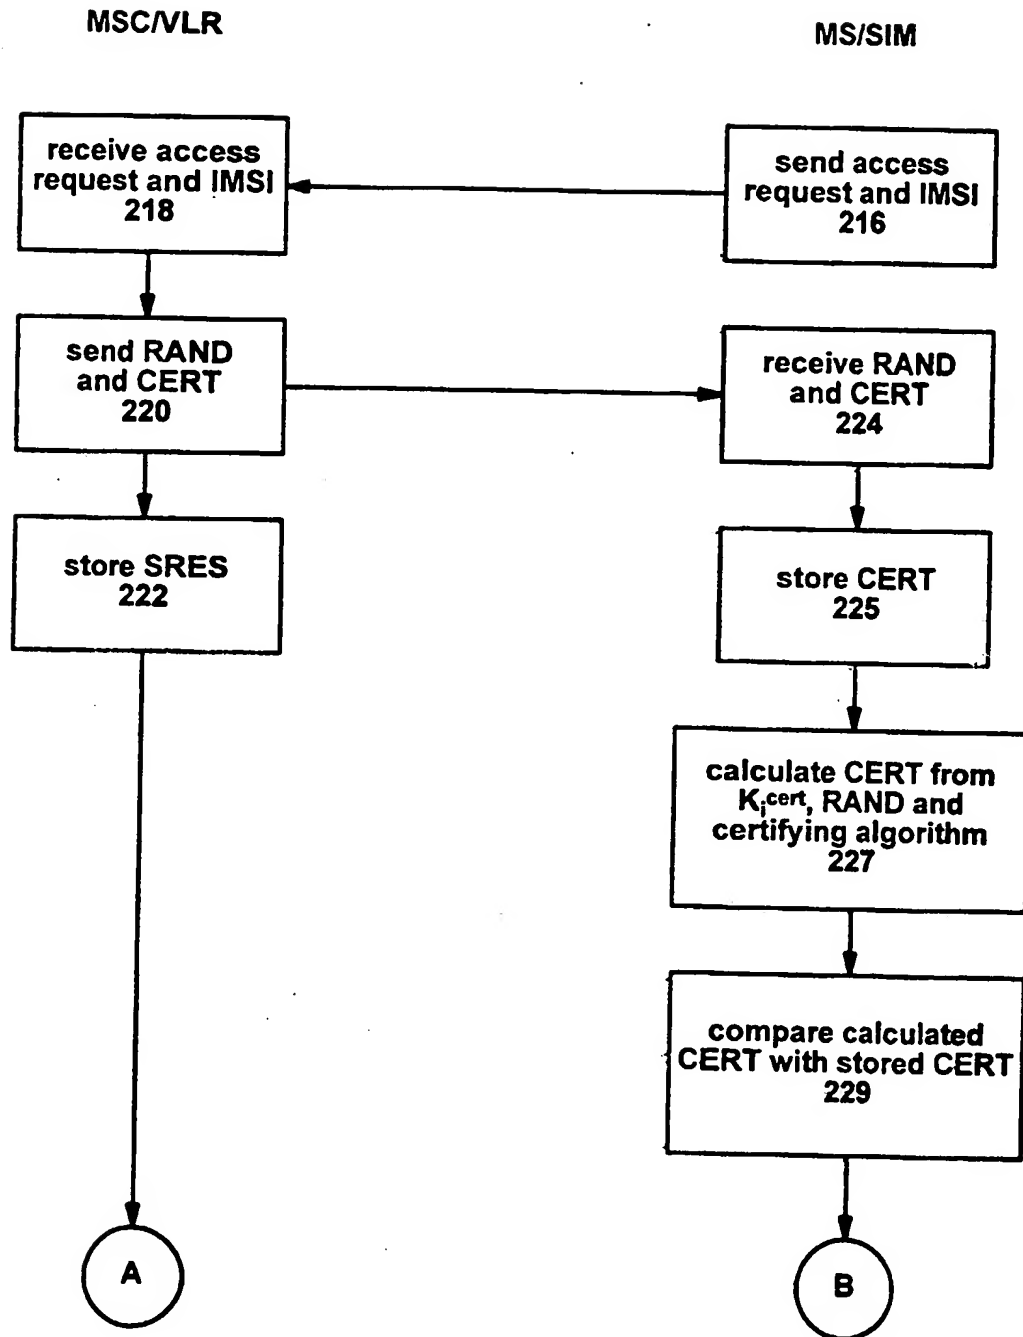 MSC/VLR
MS/SIM
receive access
request and IMSI
218
send access
request and IMSI
216
send RAND
and CERT
220
receive RAND
and CERT
224
store SRES
222
store CERT
225
calculate CERT from
Kᵢᶜᵉʳᵗ, RAND and
certifying algorithm
227
compare calculated
CERT with stored CERT
229
A
B